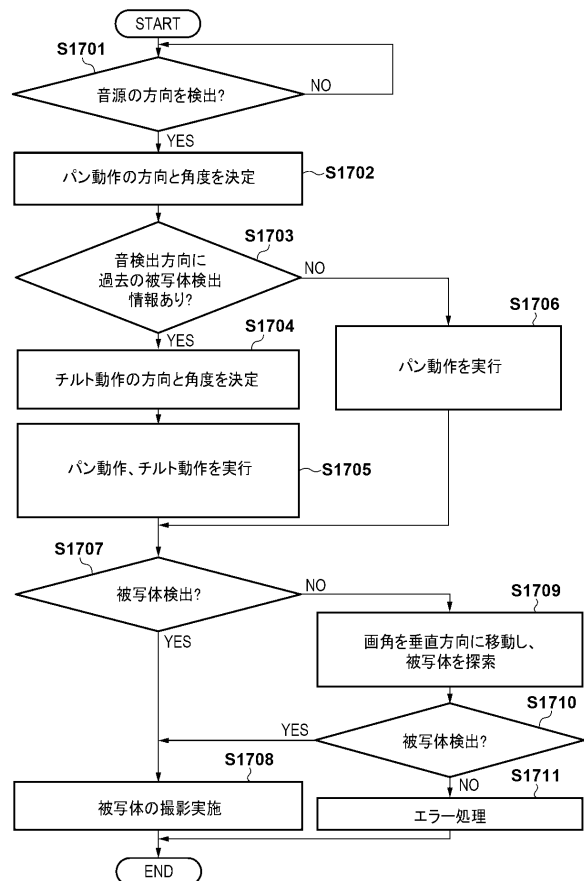 START
S1701
音源の方向を検出?
NO
YES
パン動作の方向と角度を決定
S1702
S1703
音検出方向に
過去の被写体検出
情報あり?
NO
YES
S1704
チルト動作の方向と角度を決定
S1706
パン動作を実行
パン動作、チルト動作を実行
S1705
S1707
被写体検出?
NO
YES
S1709
画角を垂直方向に移動し、
被写体を探索
S1710
被写体検出?
YES
NO
S1708
被写体の撮影実施
S1711
エラー処理
END